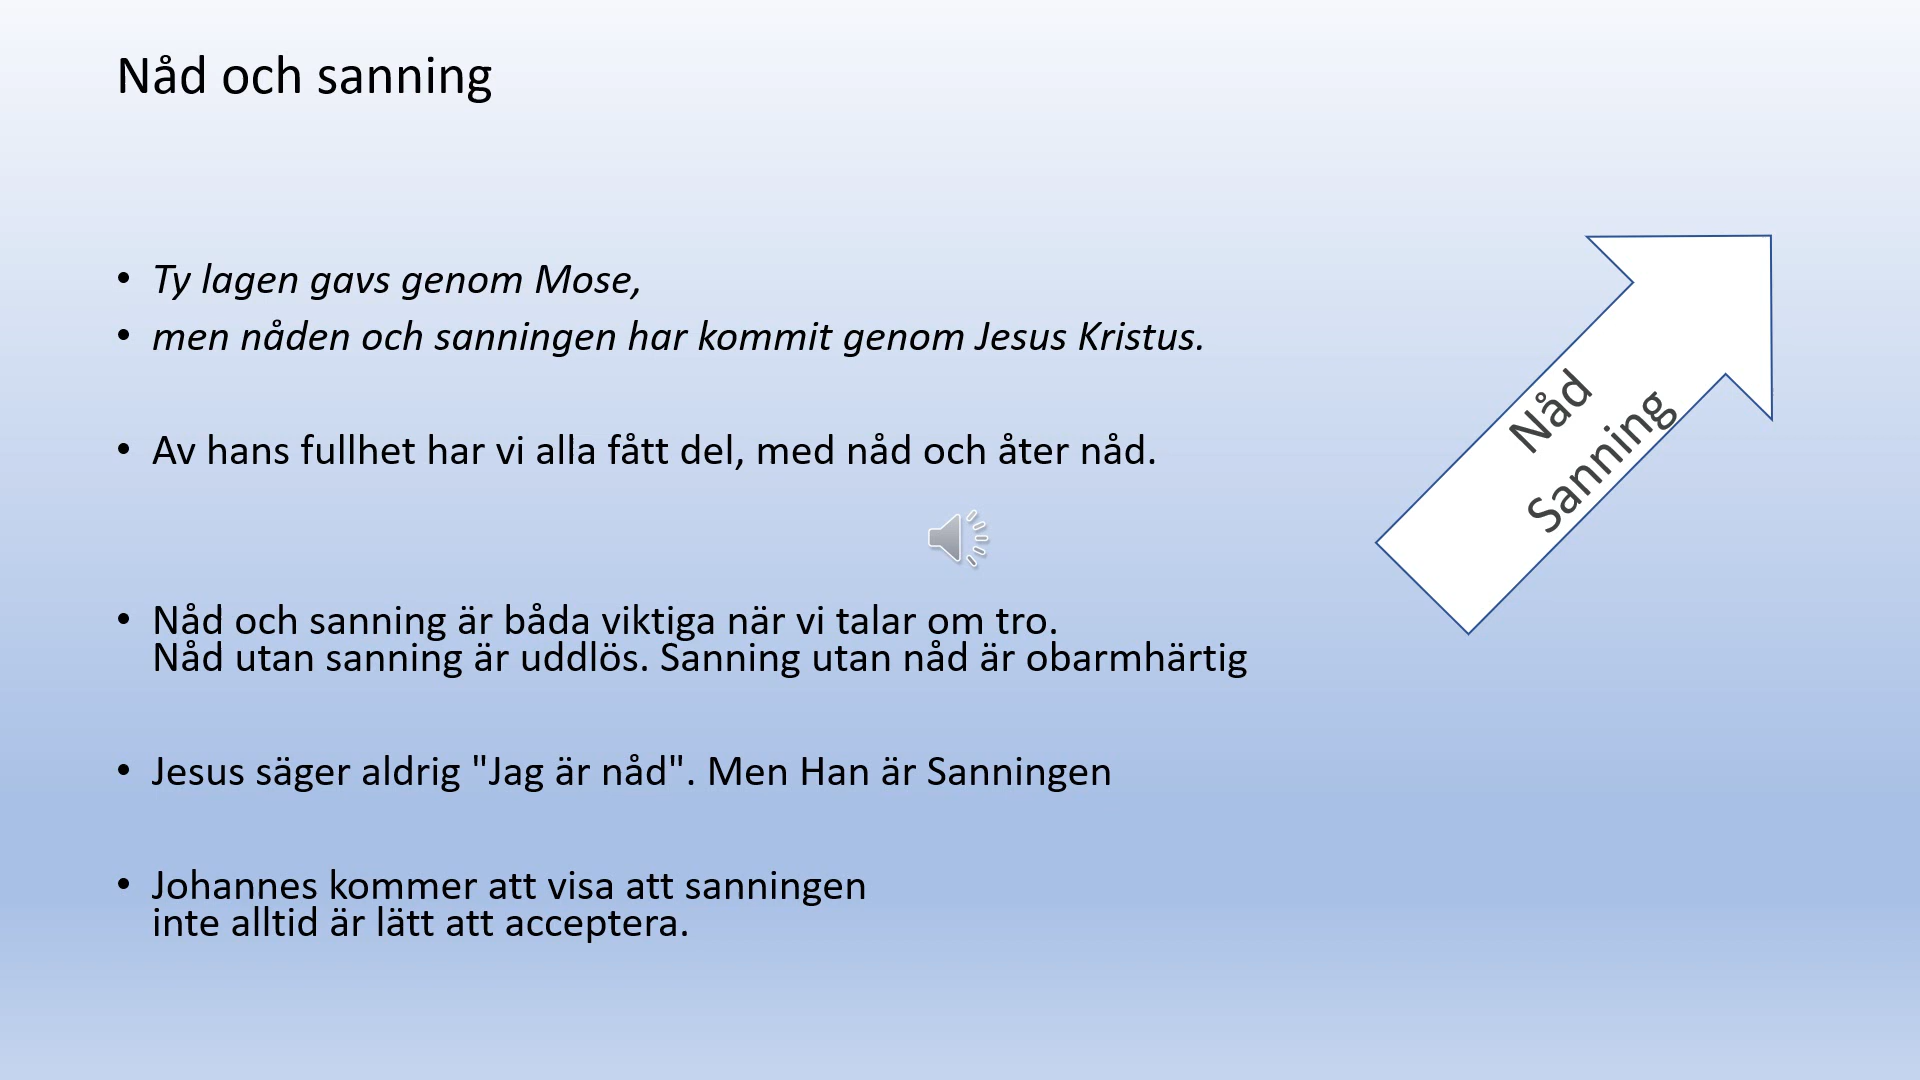 Nåd och sanning
• Ty lagen gavs genom Mose,
• men nåden och sanningen har kommit genom Jesus Kristus.
• Av hans fullhet har vi alla fått del, med nåd och åter nåd.
• Nåd och sanning är båda viktiga när vi talar om tro.
Nåd utan sanning är uddlös. Sanning utan nåd är obarmhärtig
• Jesus säger aldrig "Jag är nåd". Men Han är Sanningen
• Johannes kommer att visa att sanningen
inte alltid är lätt att acceptera.
Nåd
Sanning